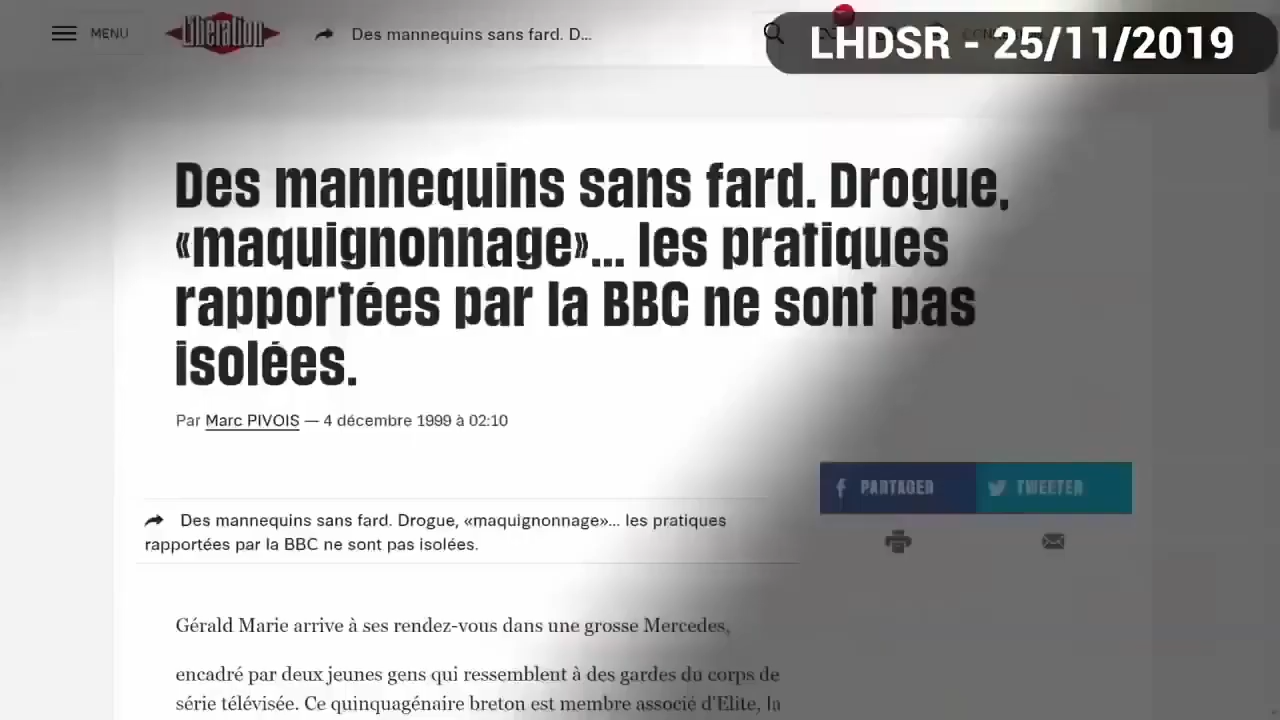 MENU
Libération
Des mannequins sans fard. D...
LHDSR - 25/11/2019
Des mannequins sans fard. Drogue,
«maquignonnage»... les pratiques
rapportées par la BBC ne sont pas
isolées.
Par Marc PIVOIS — 4 décembre 1999 à 02:10
PARTAGER
TWEETER
Des mannequins sans fard. Drogue, «maquignonnage»... les pratiques
rapportées par la BBC ne sont pas isolées.
Gérald Marie arrive à ses rendez-vous dans une grosse Mercedes,
encadré par deux jeunes gens qui ressemblent à des gardes du corps de
série télévisée. Ce quinquagénaire breton est membre associé d'Elite, la